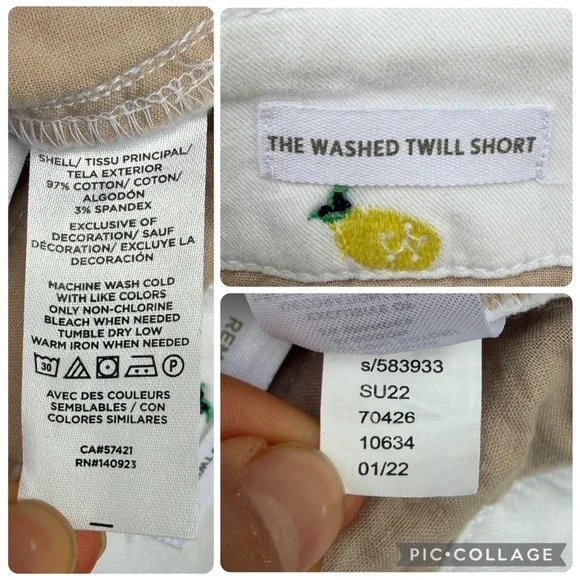 SHELL/ TISSU PRINCIPAL/
TELA EXTERIOR
97% COTTON/ COTON/
ALGODÓN
3% SPANDEX
EXCLUSIVE OF
DECORATION/ SAUF
DÉCORATION/ EXCLUYE LA
DECORACIÓN
MACHINE WASH COLD
WITH LIKE COLORS
ONLY NON-CHLORINE
BLEACH WHEN NEEDED
TUMBLE DRY LOW
WARM IRON WHEN NEEDED
30
P
AVEC DES COULEURS
SEMBLABLES / CON
COLORES SIMILARES
CA#57421
RN#140923
THE WASHED TWILL SHORT
s/583933
SU22
70426
10634
01/22
PIC•COLLAGE